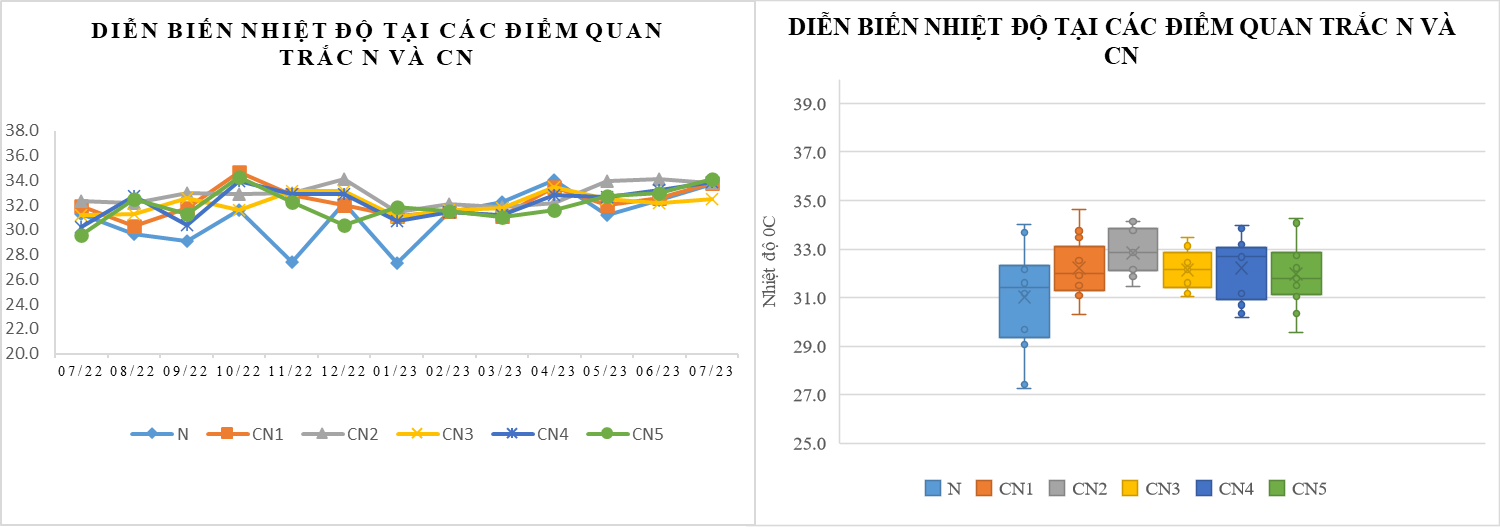 DIỄN BIẾN NHIỆT ĐỘ TẠI CÁC ĐIỂM QUAN
TRẮC N VÀ CN
38.0
36.0
34.0
32.0
30.0
28.0
26.0
24.0
22.0
20.0
07/22 08/22 09/22 10/22 11/22 12/22 01/23 02/23 03/23 04/23 05/23 06/23 07/23
N CN1 CN2 CN3 CN4 CN5
DIỄN BIẾN NHIỆT ĐỘ TẠI CÁC ĐIỂM QUAN TRẮC N VÀ
CN
Nhiệt độ 0C
39.0
37.0
35.0
33.0
31.0
29.0
27.0
25.0
N CN1 CN2 CN3 CN4 CN5